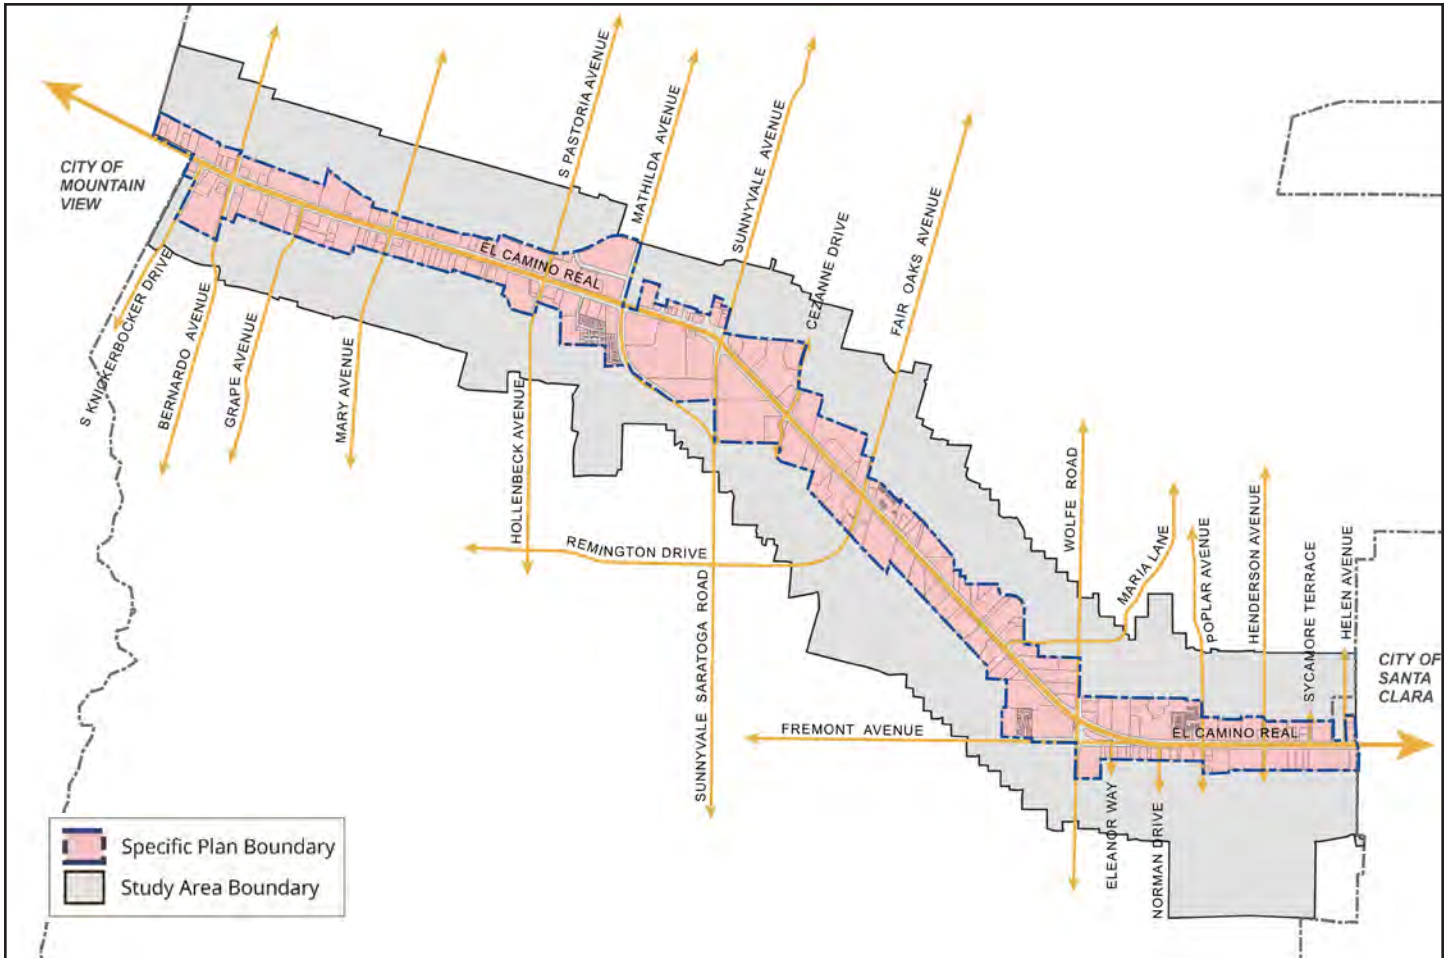 CITY OF
MOUNTAIN
VIEW
S PASTORIA AVENUE
MATHILDA AVENUE
SUNNYVALE AVENUE
CEZANNE DRIVE
FAIR OAKS AVENUE
EL CAMINO REAL
S KNICKERBOCKER DRIVE
BERNARDO AVENUE
GRAPE AVENUE
MARY AVENUE
HOLLENBECK AVENUE
REMINGTON DRIVE
SUNNYVALE SARATOGA ROAD
WOLFE ROAD
MARIA LANE
POPLAR AVENUE
HENDERSON AVENUE
SYCAMORE TERRACE
HELEN AVENUE
CITY OF
SANTA
CLARA
FREMONT AVENUE
EL CAMINO REAL
ELEANOR WAY
NORMAN DRIVE
Specific Plan Boundary
Study Area Boundary